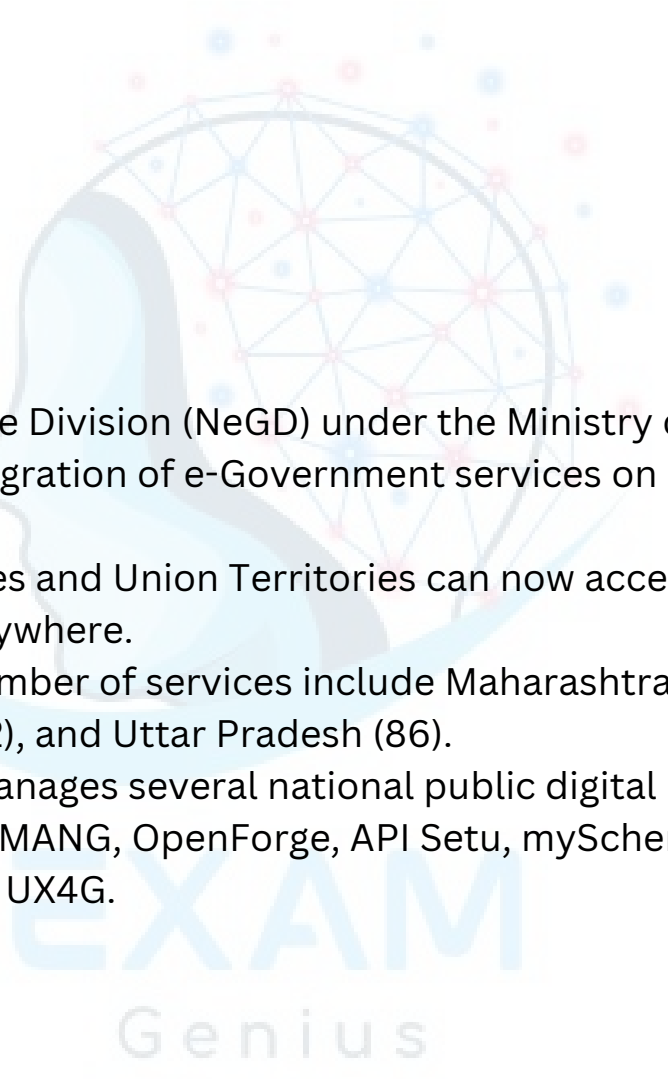 e Division (NeGD) under the Ministry
gration of e-Government services on
es and Union Territories can now acce
ywhere.
mber of services include Maharashtra
2), and Uttar Pradesh (86).
anages several national public digital
MANG, OpenForge, API Setu, mySche
UX4G.
EXAM
Genius